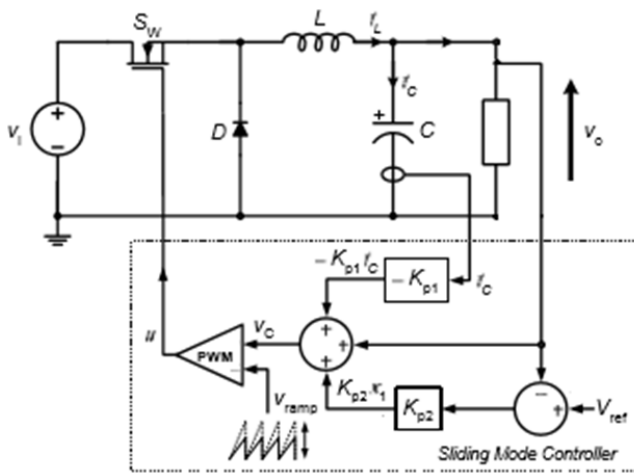 S_W
L
i_L
i_C
v_i
D
+
C
v_o
+
−
− K_p1 i_C
− K_p1
i_C
u
PWM
−
v_C
+
+
+
v_ramp
K_p2.x_1
K_p2
−
+
V_ref
Sliding Mode Controller